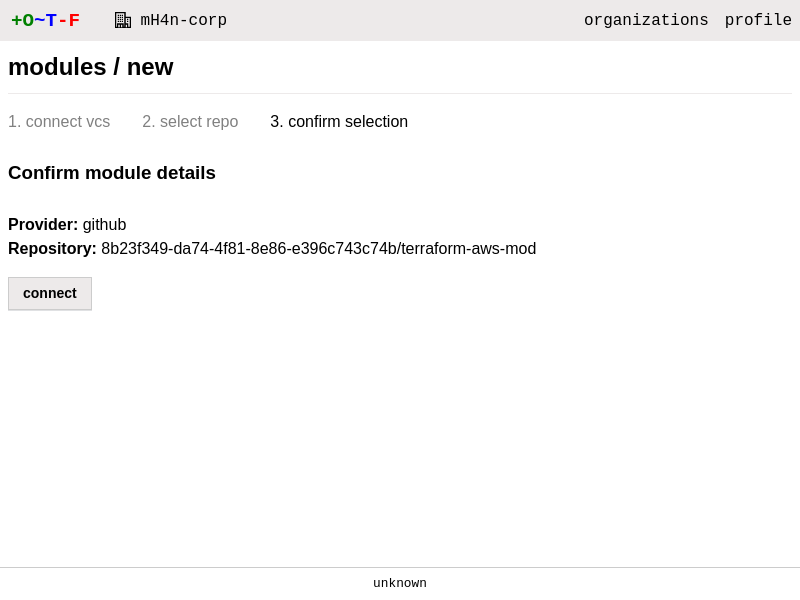 +O~T-F mH4n-corp organizations profile
modules / new
1. connect vcs 2. select repo 3. confirm selection
Confirm module details
Provider: github
Repository: 8b23f349-da74-4f81-8e86-e396c743c74b/terraform-aws-mod
connect
unknown